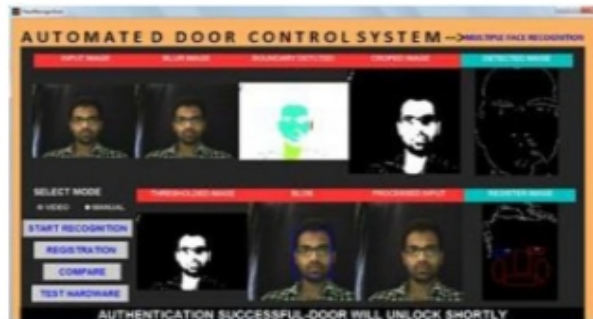 AUTOMATED DOOR CONTROL SYSTEM-->MULTIPLE FACE RECOGNITION
INPUT IMAGE BLUR IMAGE BOUNDARY DETCTED CROPED IMAGE DETECTED IMAGE
SELECT MODE
VIDEO MANUAL
THRESHOLDED IMAGE BLOB PROCESSED INPUT REGISTER IMAGE
START RECOGNITION
REGISTRATION
COMPARE
TEST HARDWARE
AUTHENTICATION SUCCESSFUL-DOOR WILL UNLOCK SHORTLY